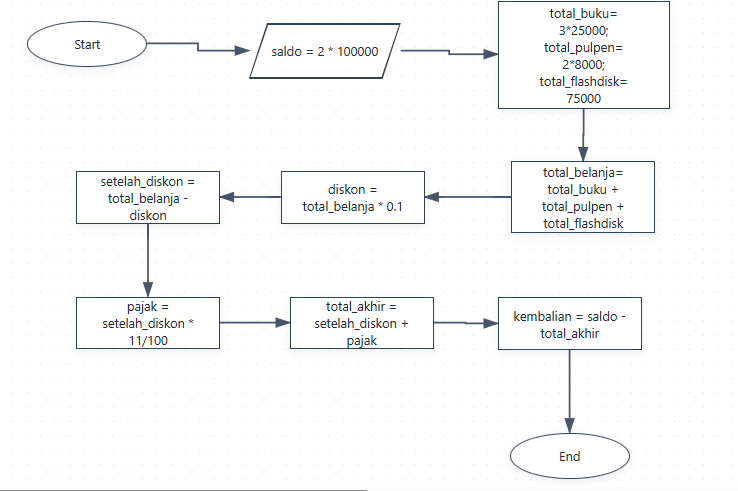 Start
saldo = 2 * 100000
total_buku=
3*25000;
total_pulpen=
2*8000;
total_flashdisk=
75000
total_belanja=
total_buku +
total_pulpen +
total_flashdisk
diskon =
total_belanja * 0.1
setelah_diskon =
total_belanja -
diskon
pajak =
setelah_diskon *
11/100
total_akhir =
setelah_diskon +
pajak
kembalian = saldo -
total_akhir
End